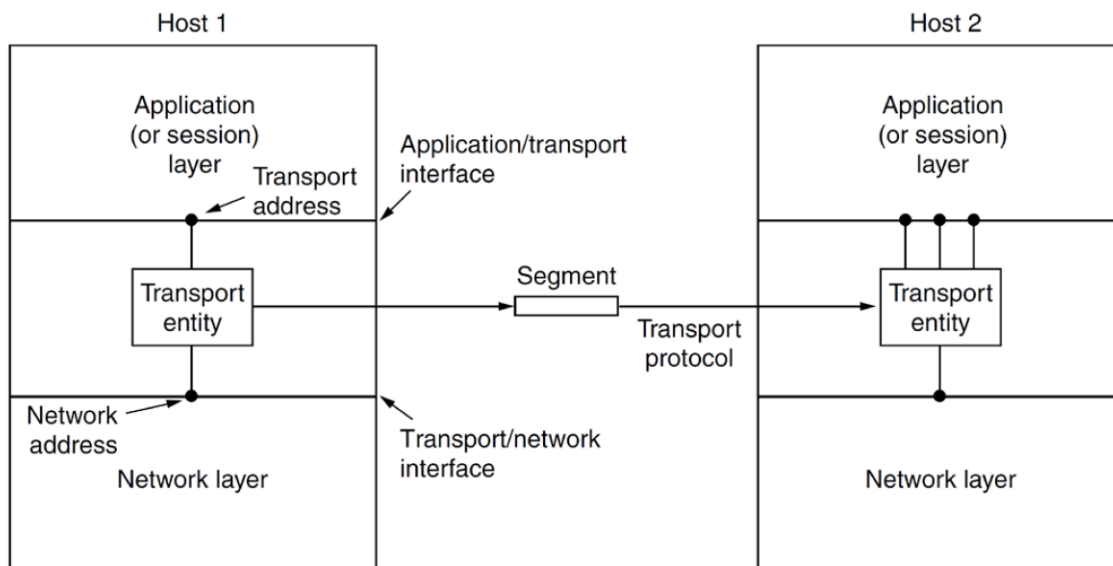 Host 1
Host 2
Application
(or session)
layer
Transport
address
Application/transport
interface
Application
(or session)
layer
Transport
entity
Segment
Transport
protocol
Transport
entity
Network
address
Transport/network
interface
Network layer
Network layer